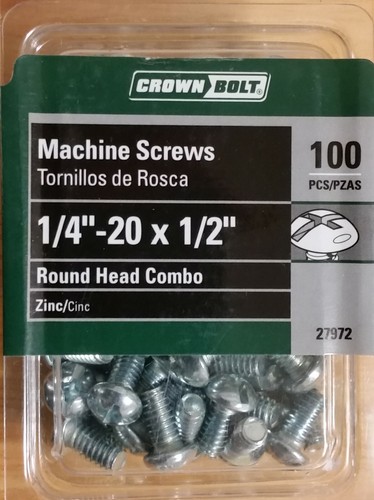 CROWN BOLT®
Machine Screws
Tornillos de Rosca
100
PCS/PZAS
1/4"-20 x 1/2"
Round Head Combo
Zinc/Cinc
27972